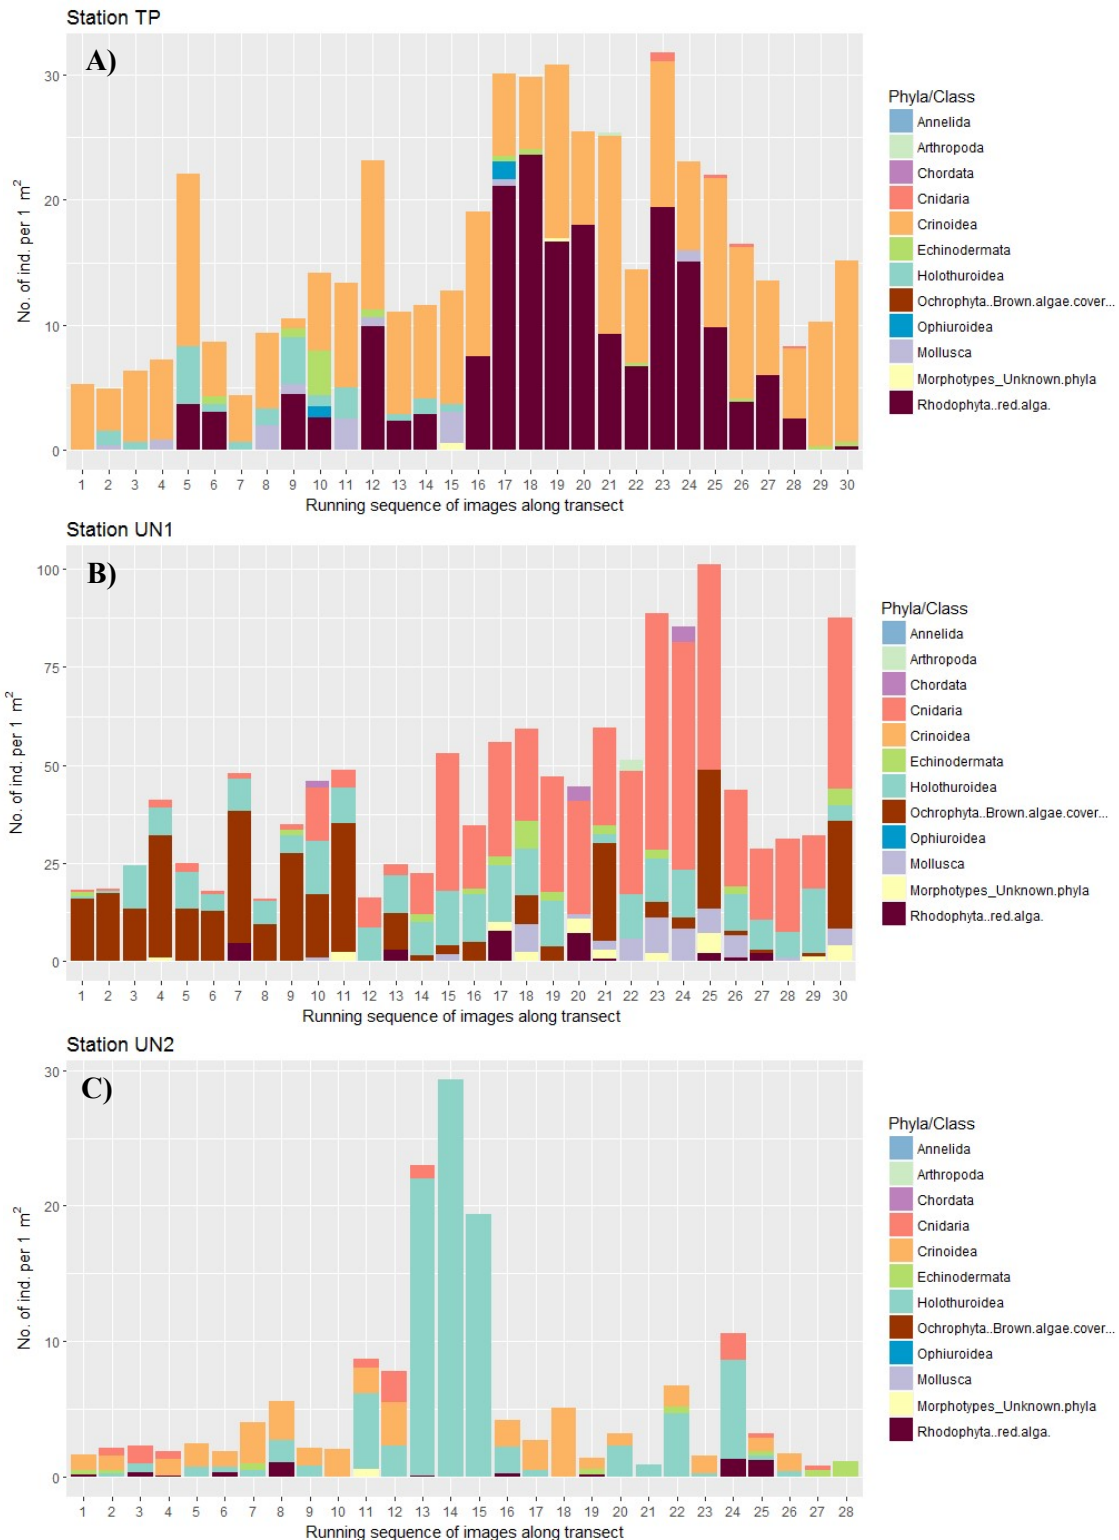 Station TP
A)
No. of ind. per 1 m²
30
20
10
0
1 2 3 4 5 6 7 8 9 10 11 12 13 14 15 16 17 18 19 20 21 22 23 24 25 26 27 28 29 30
Running sequence of images along transect
Phyla/Class
Annelida
Arthropoda
Chordata
Cnidaria
Crinoidea
Echinodermata
Holothuroidea
Ochrophyta..Brown.algae.cover...
Ophiuroidea
Mollusca
Morphotypes_Unknown.phyla
Rhodophyta..red.alga.
Station UN1
B)
No. of ind. per 1 m²
100
75
50
25
0
1 2 3 4 5 6 7 8 9 10 11 12 13 14 15 16 17 18 19 20 21 22 23 24 25 26 27 28 29 30
Running sequence of images along transect
Phyla/Class
Annelida
Arthropoda
Chordata
Cnidaria
Crinoidea
Echinodermata
Holothuroidea
Ochrophyta..Brown.algae.cover...
Ophiuroidea
Mollusca
Morphotypes_Unknown.phyla
Rhodophyta..red.alga.
Station UN2
C)
No. of ind. per 1 m²
30
20
10
0
1 2 3 4 5 6 7 8 9 10 11 12 13 14 15 16 17 18 19 20 21 22 23 24 25 26 27 28
Running sequence of images along transect
Phyla/Class
Annelida
Arthropoda
Chordata
Cnidaria
Crinoidea
Echinodermata
Holothuroidea
Ochrophyta..Brown.algae.cover...
Ophiuroidea
Mollusca
Morphotypes_Unknown.phyla
Rhodophyta..red.alga.